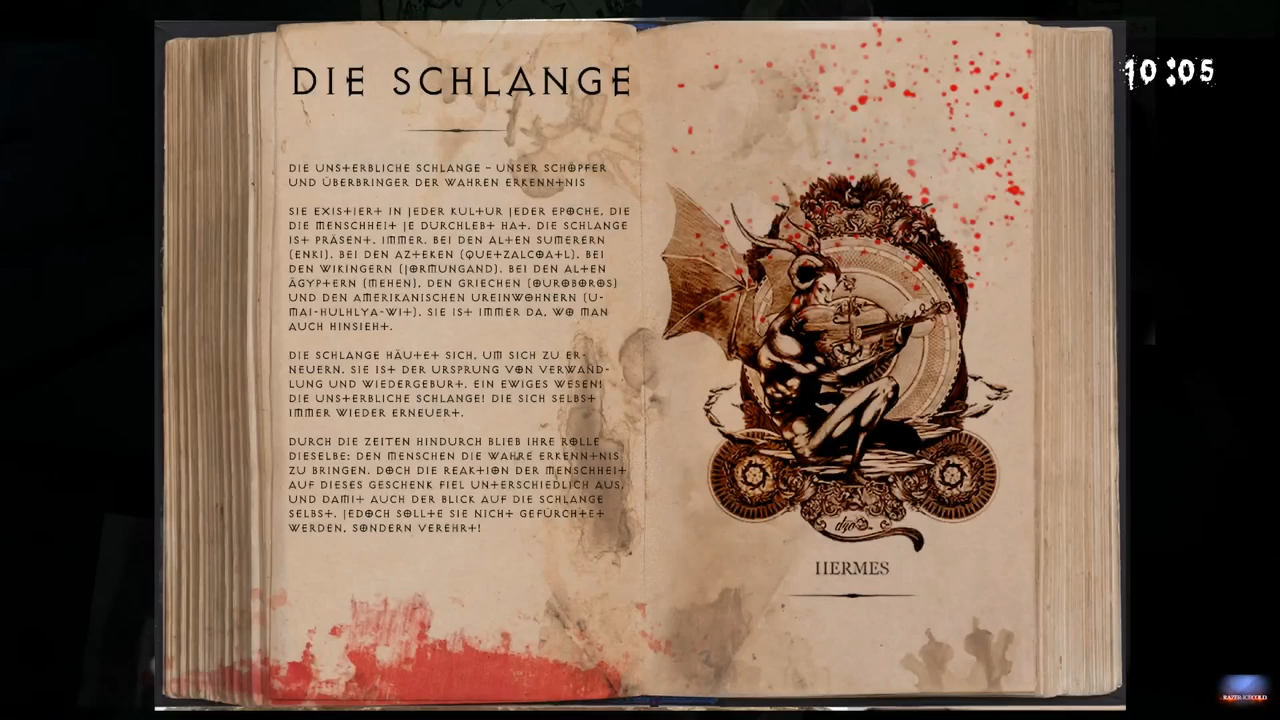 DIE SCHLANGE
DIE UNSTERBLICHE SCHLANGE – UNSER SCHÖPFER
UND ÜBERBRINGER DER WAHREN ERKENNTNIS
SIE EXISTIERT IN JEDER KULTUR JEDER EPOCHE, DIE
DIE MENSCHHEIT JE DURCHLEBT HAT. DIE SCHLANGE
IST PRÄSENT. IMMER. BEI DEN ALTEN SUMERERN
(ENKI). BEI DEN AZTEKEN (QUETZALCOATL). BEI
DEN WIKINGERN (JORMUNGAND). BEI DEN ALTEN
ÄGYPTERN (MEHEN), DEN GRIECHEN (OUROBOROS)
UND DEN AMERIKANISCHEN UREINWOHNERN (U-
MAI-HULHLYA-WIT). SIE IST IMMER DA, WO MAN
AUCH HINSIEHT.
DIE SCHLANGE HÄUTET SICH, UM SICH ZU ER-
NEUERN. SIE IST DER URSPRUNG VON VERWAND-
LUNG UND WIEDERGEBURT. EIN EWIGES WESEN!
DIE UNSTERBLICHE SCHLANGE! DIE SICH SELBST
IMMER WIEDER ERNEUERT.
DURCH DIE ZEITEN HINDURCH BLIEB IHRE ROLLE
DIESELBE: DEN MENSCHEN DIE WAHRE ERKENNTNIS
ZU BRINGEN. DOCH DIE REAKTION DER MENSCHHEIT
AUF DIESES GESCHENK FIEL UNTERSCHIEDLICH AUS,
UND DAMIT AUCH DER BLICK AUF DIE SCHLANGE
SELBST. JEDOCH SOLLTE SIE NICHT GEFÜRCHTET
WERDEN, SONDERN VEREHRT!
HERMES
10:05
RAZER ICECOLD